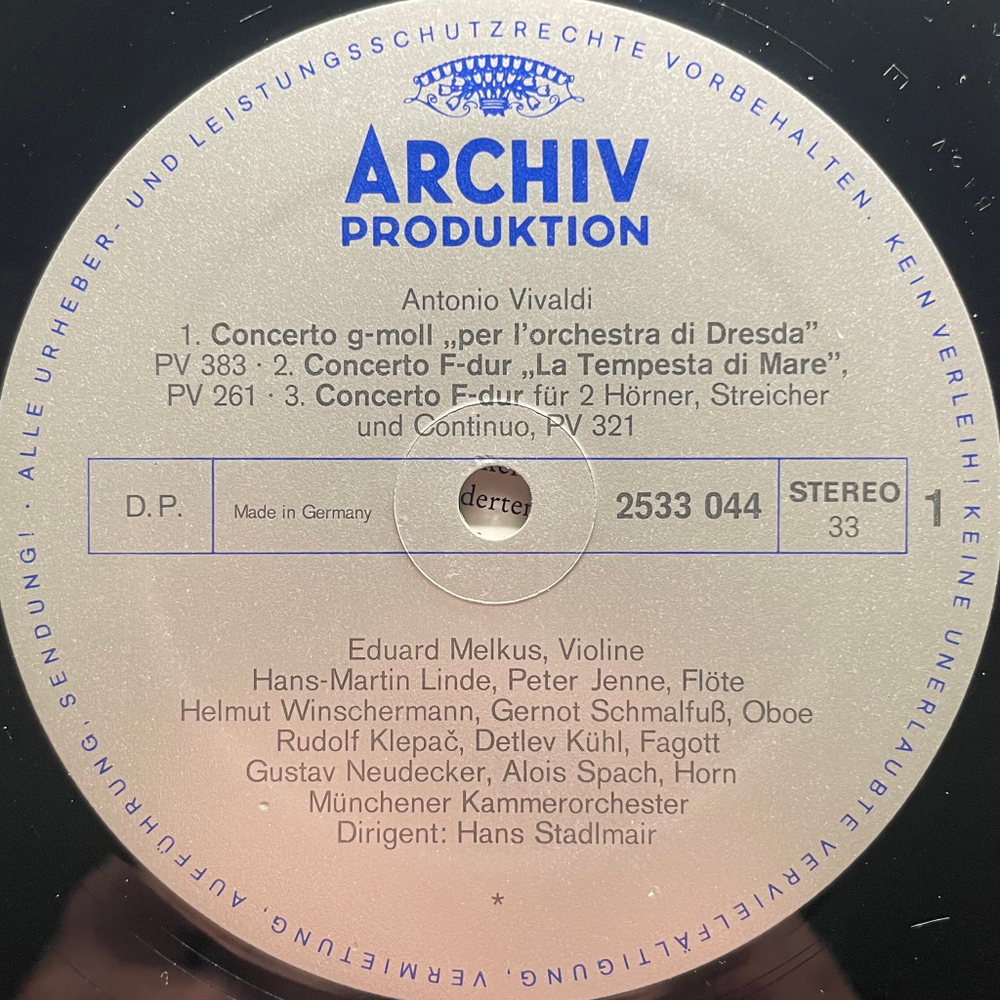 ALLE URHEBER- UND LEISTUNGSSCHUTZRECHTE VORBEHALTEN. KEIN VERLEIH! KEINE UNERLAUBTE VERVIELFÄLTIGUNG, VERMIETUNG, AUFFÜHRUNG, SENDUNG! ·
ARCHIV
PRODUKTION
Antonio Vivaldi
1. Concerto g-moll „per l'orchestra di Dresda”
PV 383 · 2. Concerto F-dur „La Tempesta di Mare”,
PV 261 · 3. Concerto F-dur für 2 Hörner, Streicher
und Continuo, PV 321
D.P.
Made in Germany
derten
2533 044
STEREO
33
1
Eduard Melkus, Violine
Hans-Martin Linde, Peter Jenne, Flöte
Helmut Winschermann, Gernot Schmalfuß, Oboe
Rudolf Klepač, Detlev Kühl, Fagott
Gustav Neudecker, Alois Spach, Horn
Münchener Kammerorchester
Dirigent: Hans Stadlmair
*